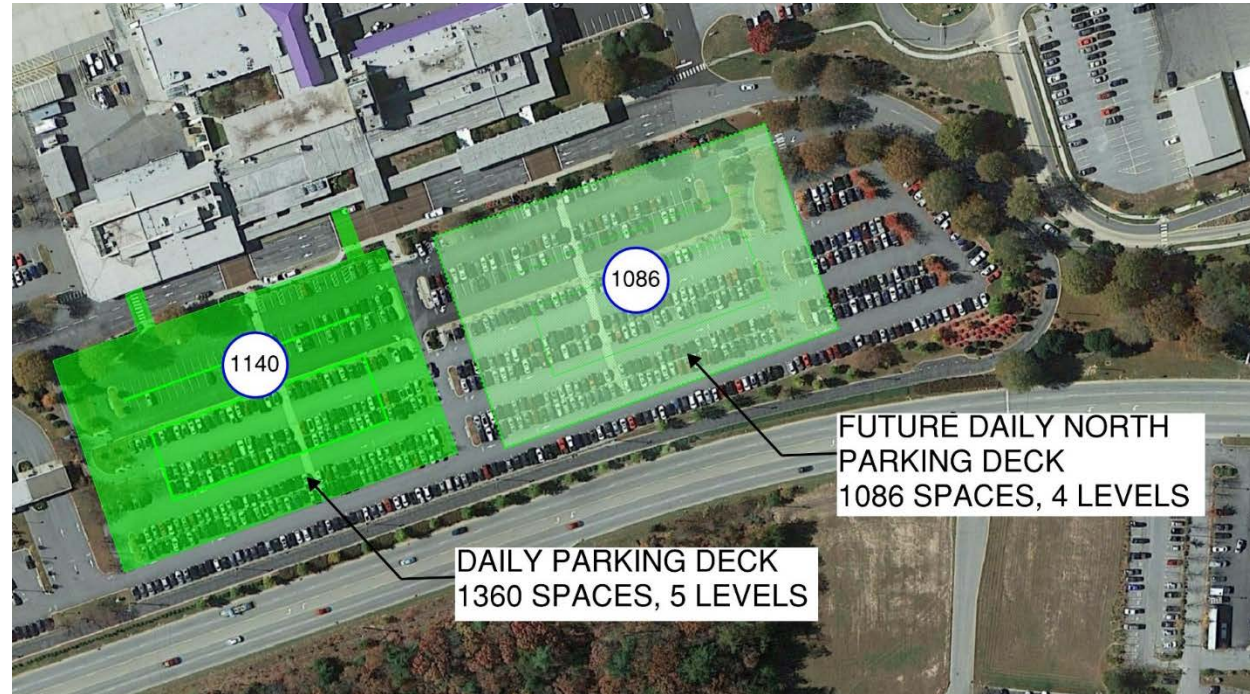 1086
1140
FUTURE DAILY NORTH
PARKING DECK
1086 SPACES, 4 LEVELS
DAILY PARKING DECK
1360 SPACES, 5 LEVELS